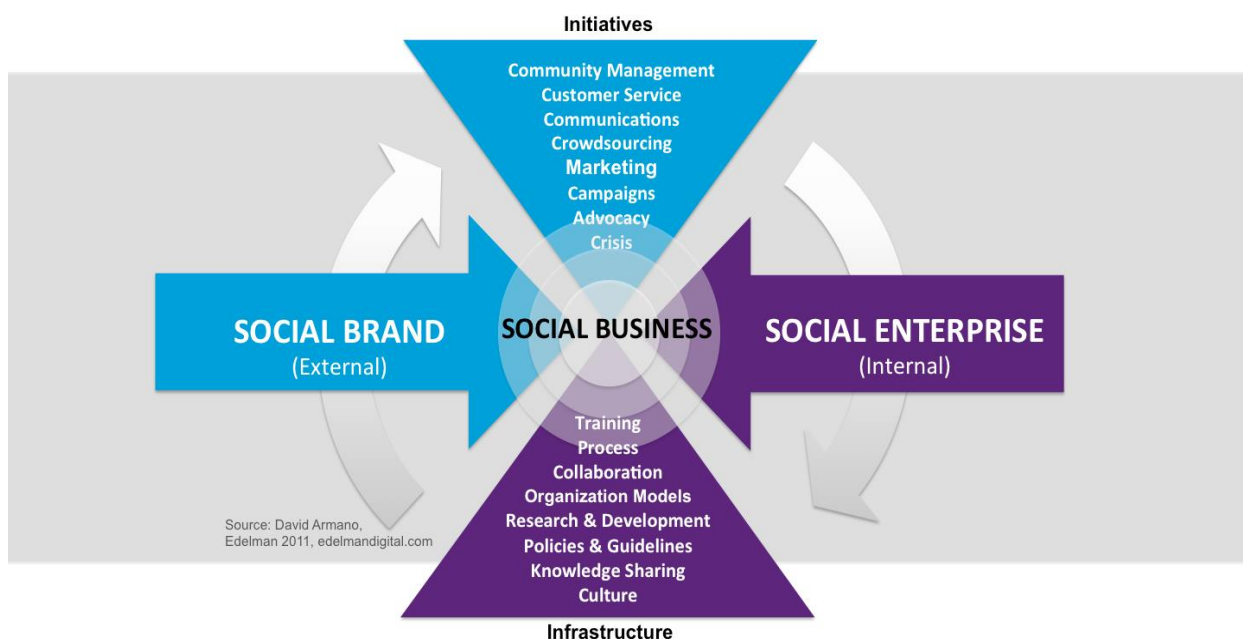 Initiatives
Community Management
Customer Service
Communications
Crowdsourcing
Marketing
Campaigns
Advocacy
Crisis
SOCIAL BRAND
(External)
SOCIAL BUSINESS
SOCIAL ENTERPRISE
(Internal)
Training
Process
Collaboration
Organization Models
Research & Development
Policies & Guidelines
Knowledge Sharing
Culture
Source: David Armano,
Edelman 2011, edelmandigital.com
Infrastructure